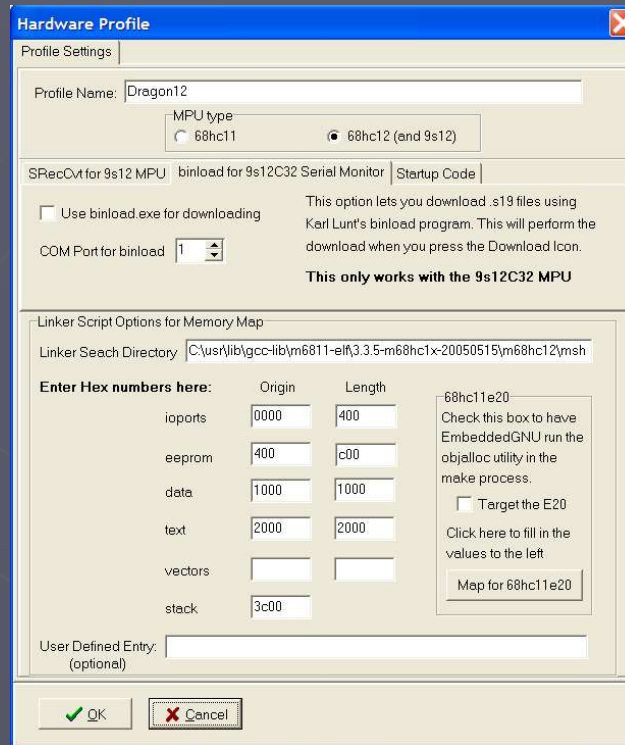 Hardware Profile
Profile Settings
Profile Name: Dragon12
MPU type
68hc11
68hc12 (and 9s12)
SRecCvt for 9s12 MPU
binload for 9s12C32 Serial Monitor
Startup Code
Use binload.exe for downloading
COM Port for binload 1
This option lets you download .s19 files using
Karl Lunt's binload program. This will perform the
download when you press the Download Icon.
This only works with the 9s12C32 MPU
Linker Script Options for Memory Map
Linker Seach Directory C:\usr\lib\gcc-lib\m6811-elf\3.3.5-m68hc1x-20050515\m68hc12\msh
Enter Hex numbers here: Origin Length
ioports 0000 400
eeprom 400 c00
data 1000 1000
text 2000 2000
vectors
stack 3c00
68hc11e20
Check this box to have
EmbeddedGNU run the
objalloc utility in the
make process.
Target the E20
Click here to fill in the
values to the left
Map for 68hc11e20
User Defined Entry:
(optional)
OK
Cancel